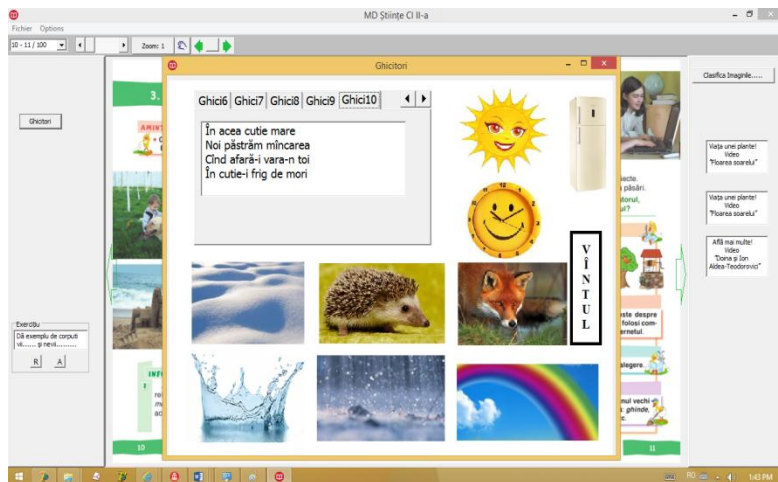 MD Științe Cl II-a
Fichier Options
10 - 11 / 100
Zoom: 1
Ghicitori
Ghicitori
Ghici6 Ghici7 Ghici8 Ghici9 Ghici10
În acea cutie mare
Noi păstrăm mîncarea
Cînd afară-i vara-n toi
În cutie-i frig de mori
VÎNTUL
Exercițiu
Dă exemplu de corputi
vii...... și nevii.........
R A
Clasifica Imaginile.....
Viața unei plante!
Video
"Floarea soarelui"
Viața unei plante!
Video
"Floarea soarelui"
Află mai multe!
Video
"Doina și Ion
Aldea-Teodorovici"
3.
10
11
RO
1:43 PM